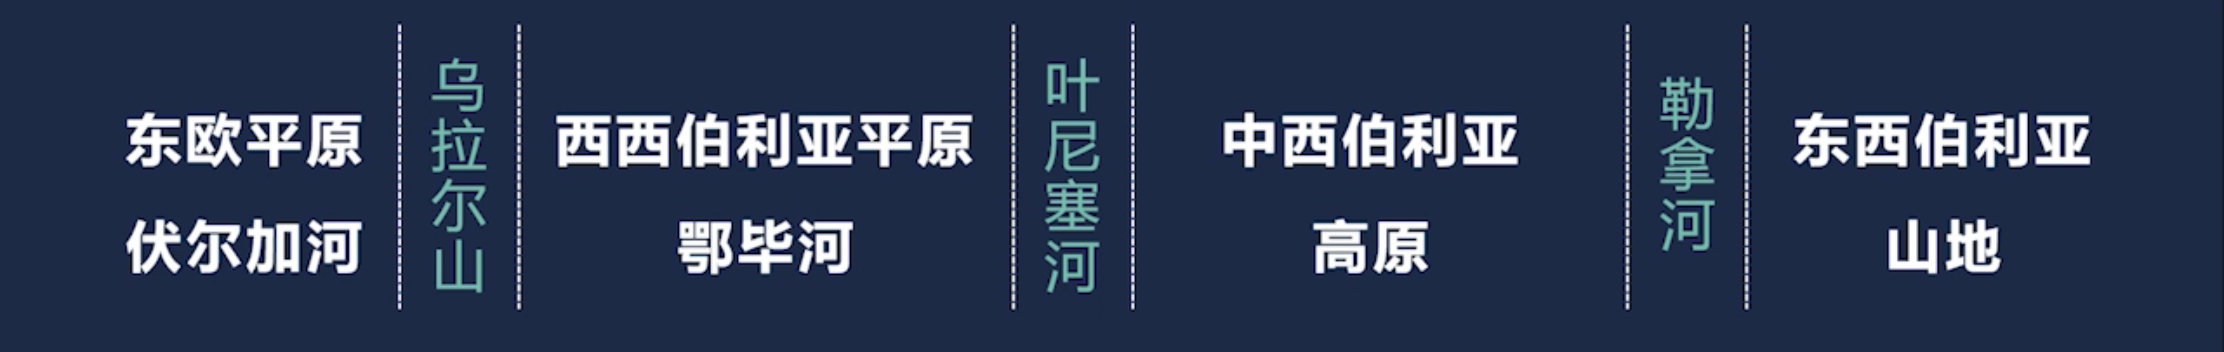 东欧平原
伏尔加河
乌拉尔山
西西伯利亚平原
鄂毕河
叶尼塞河
中西伯利亚
高原
勒拿河
东西伯利亚
山地